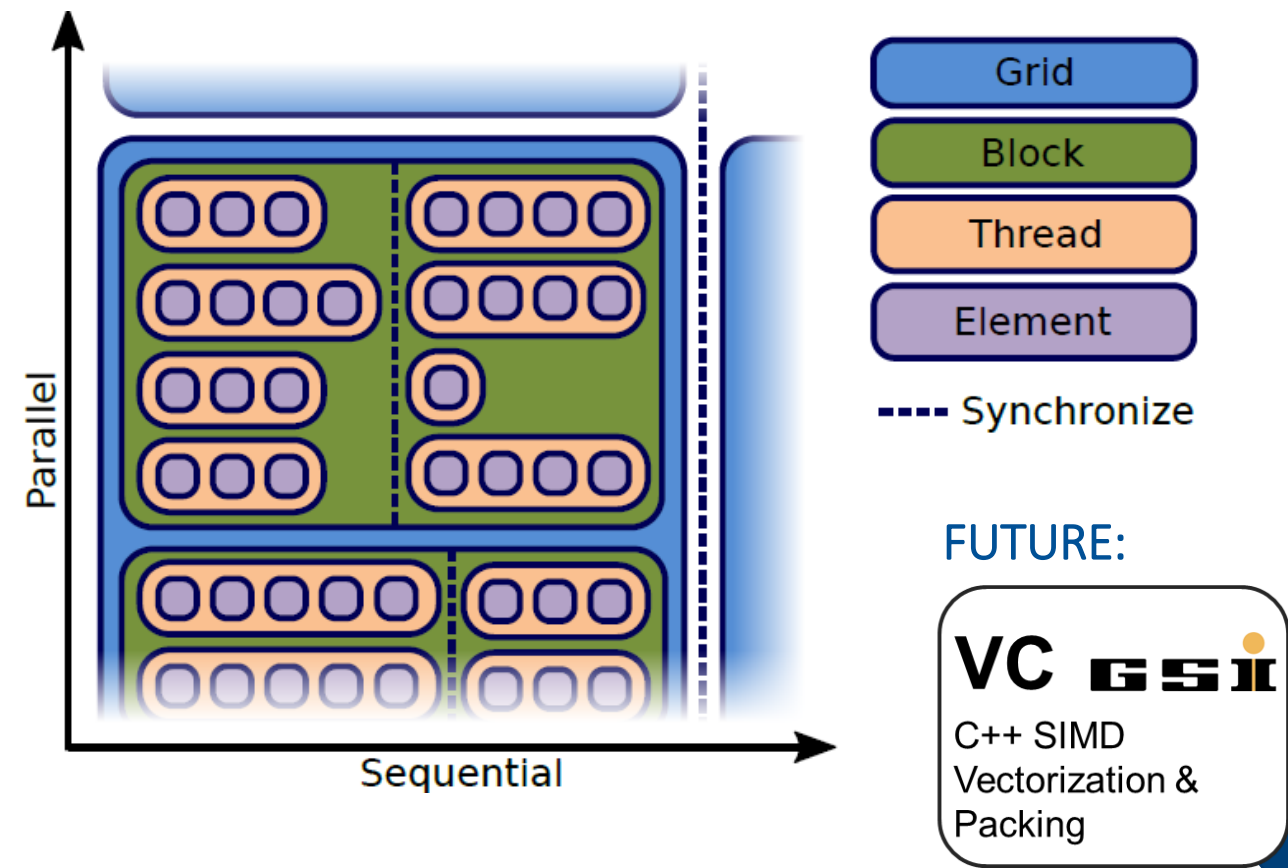 Grid
Block
Thread
Element
Synchronize
Parallel
Sequential
FUTURE:
VC GSi
C++ SIMD
Vectorization &
Packing